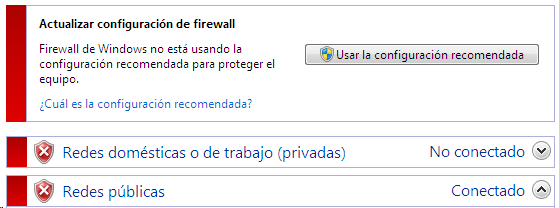 Actualizar configuración de firewall
Firewall de Windows no está usando la
configuración recomendada para proteger el
equipo.
Usar la configuración recomendada
¿Cuál es la configuración recomendada?
Redes domésticas o de trabajo (privadas)
No conectado
Redes públicas
Conectado